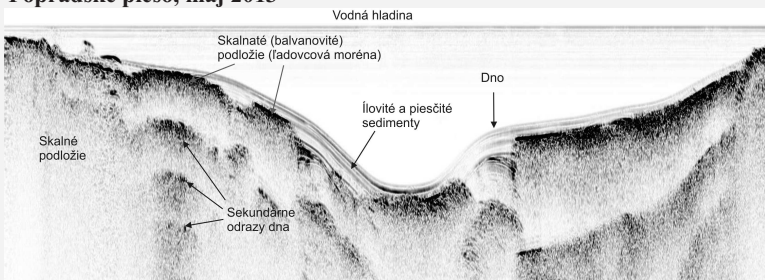 Popradské pleso, máj 2013
Vodná hladina
Skalnaté (balvanovité)
podložie (ľadovcová moréna)
Dno
Ílovité a piesčité
sedimenty
Skalné
podložie
Sekundárne
odrazy dna